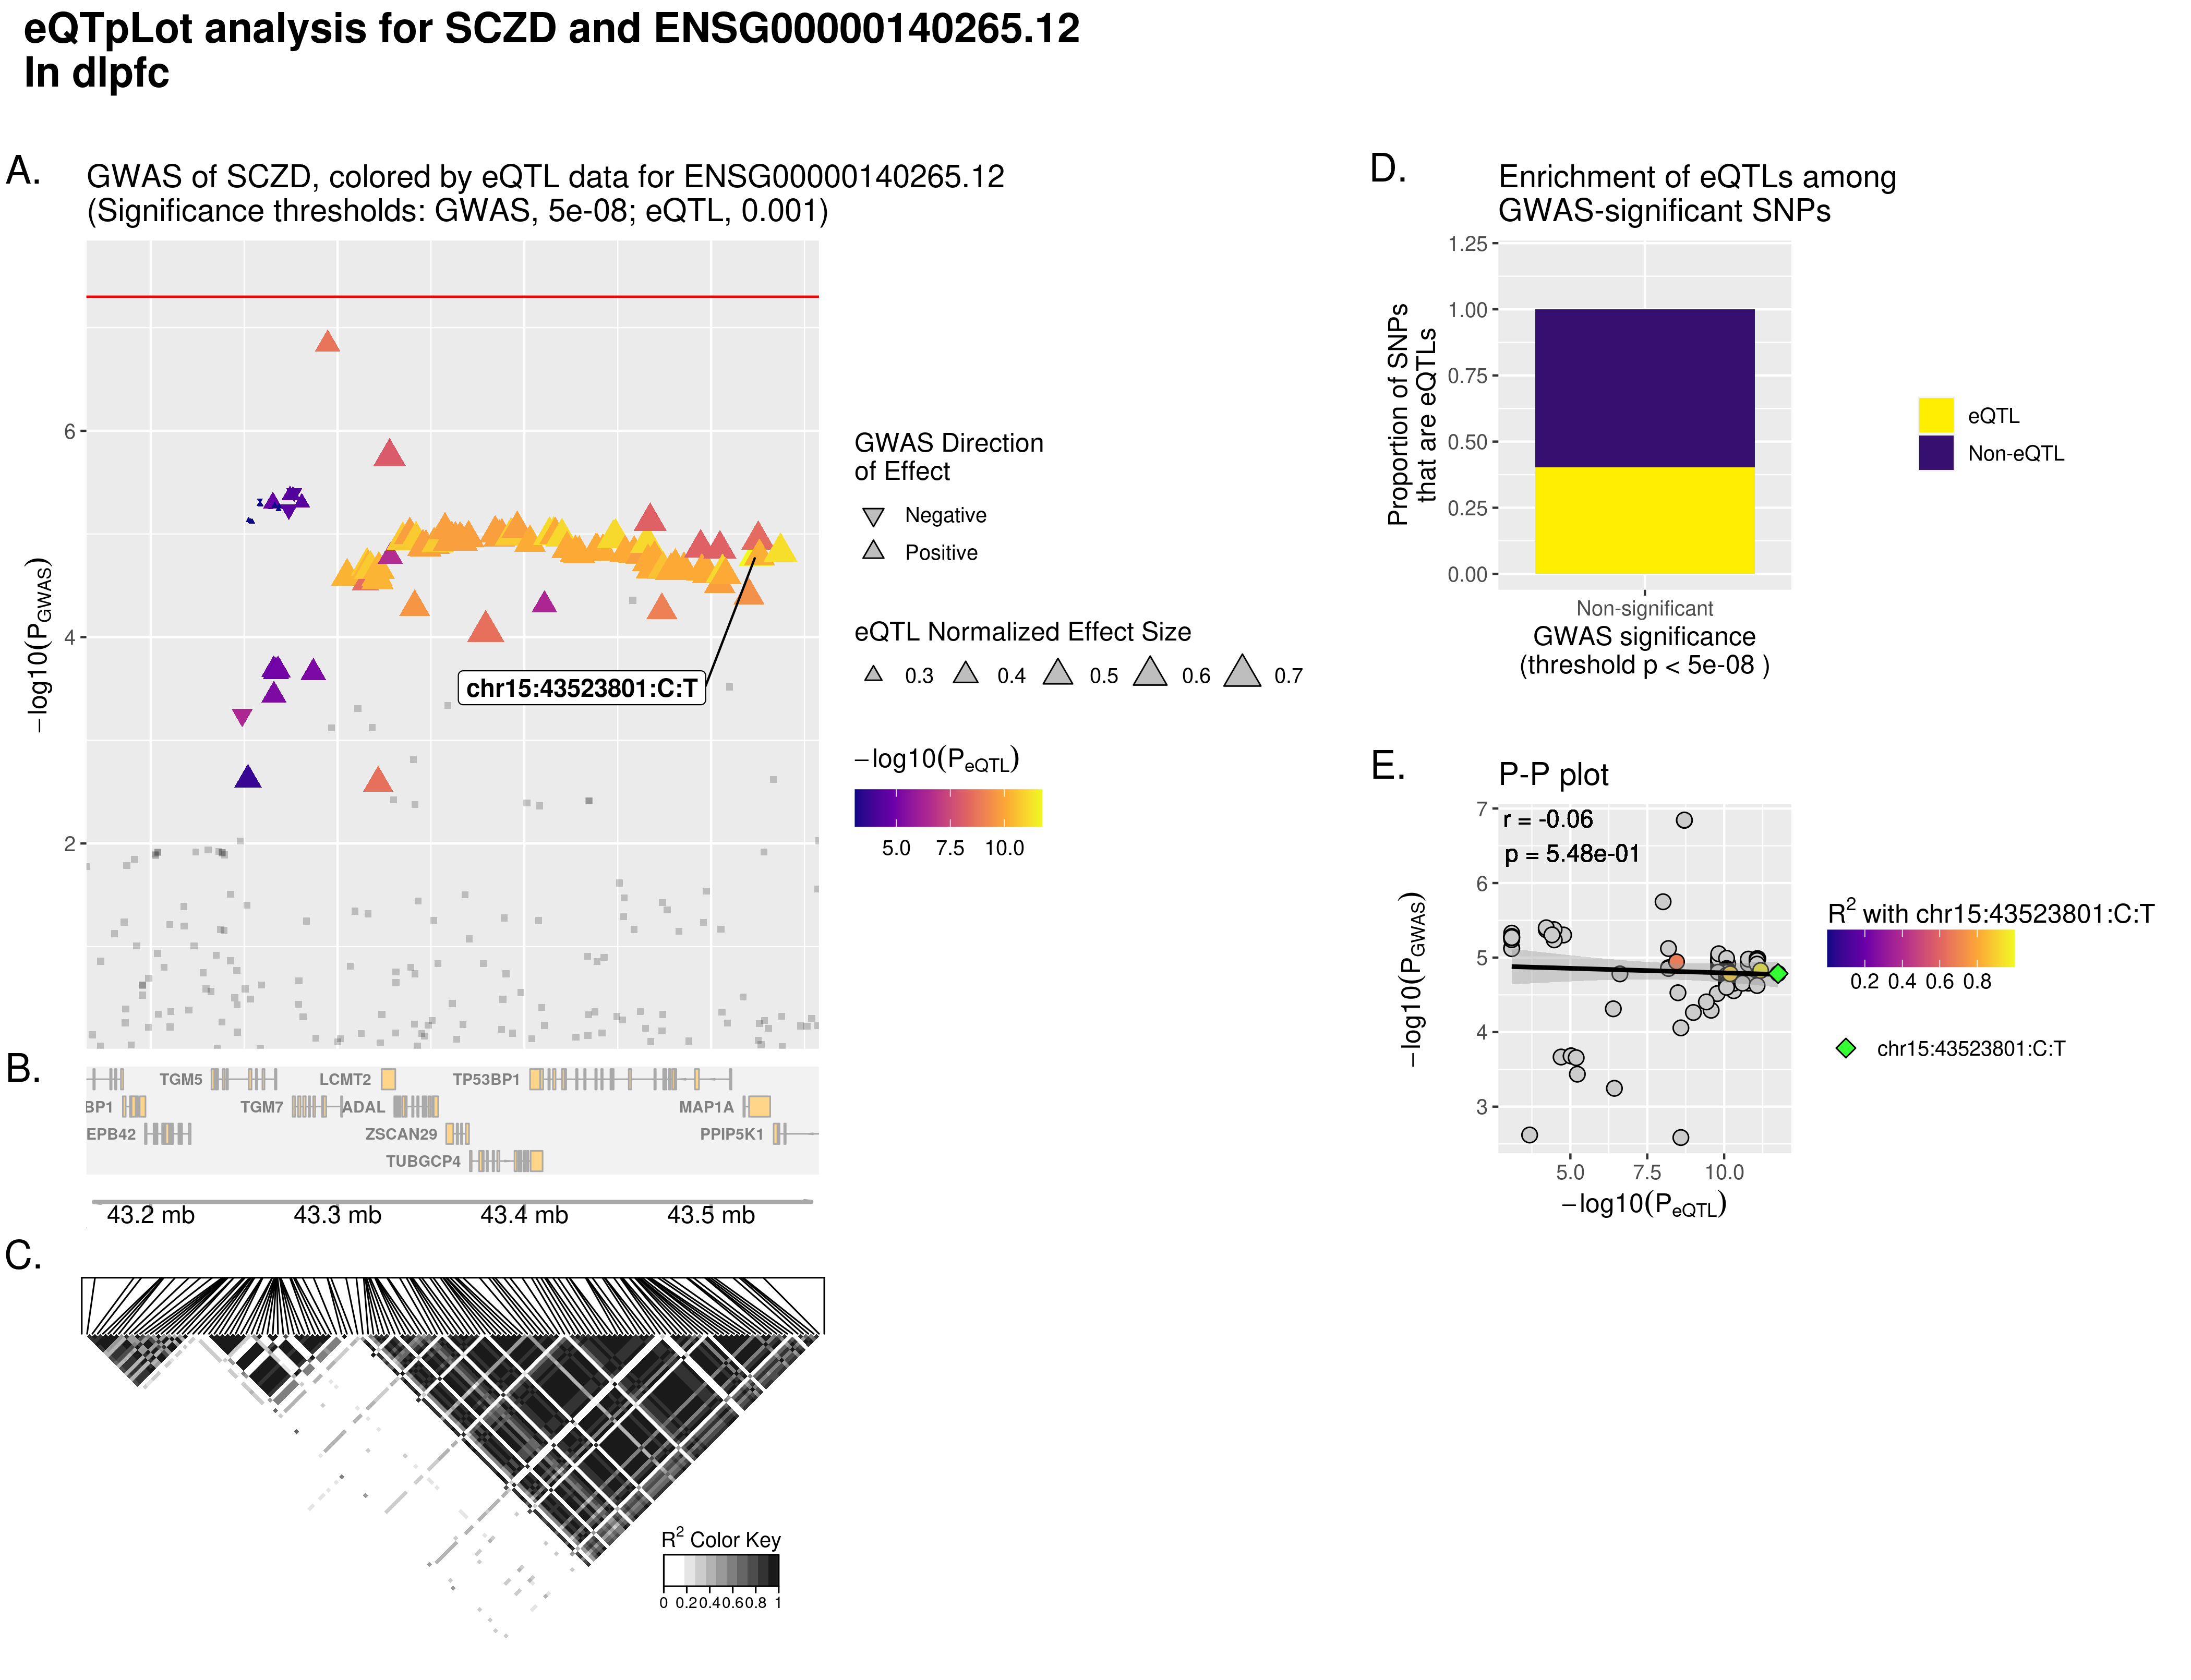 eQTpLot analysis for SCZD and ENSG00000140265.12
In dlpfc
A.
GWAS of SCZD, colored by eQTL data for ENSG00000140265.12
(Significance thresholds: GWAS, 5e-08; eQTL, 0.001)
−log10(PGWAS)
6
4
2
chr15:43523801:C:T
GWAS Direction
of Effect
Negative
Positive
eQTL Normalized Effect Size
0.3 0.4 0.5 0.6 0.7
−log10(PeQTL)
5.0 7.5 10.0
B.
TGM5 LCMT2 TP53BP1
BP1 TGM7 ADAL MAP1A
EPB42 ZSCAN29 PPIP5K1
TUBGCP4
43.2 mb 43.3 mb 43.4 mb 43.5 mb
C.
R2 Color Key
0 0.2 0.4 0.6 0.8 1
D.
Enrichment of eQTLs among
GWAS-significant SNPs
Proportion of SNPs
that are eQTLs
1.25
1.00
0.75
0.50
0.25
0.00
Non-significant
GWAS significance
(threshold p < 5e-08 )
eQTL
Non-eQTL
E.
P-P plot
−log10(PGWAS)
7
6
5
4
3
r = -0.06
p = 5.48e-01
5.0 7.5 10.0
−log10(PeQTL)
R2 with chr15:43523801:C:T
0.2 0.4 0.6 0.8
chr15:43523801:C:T